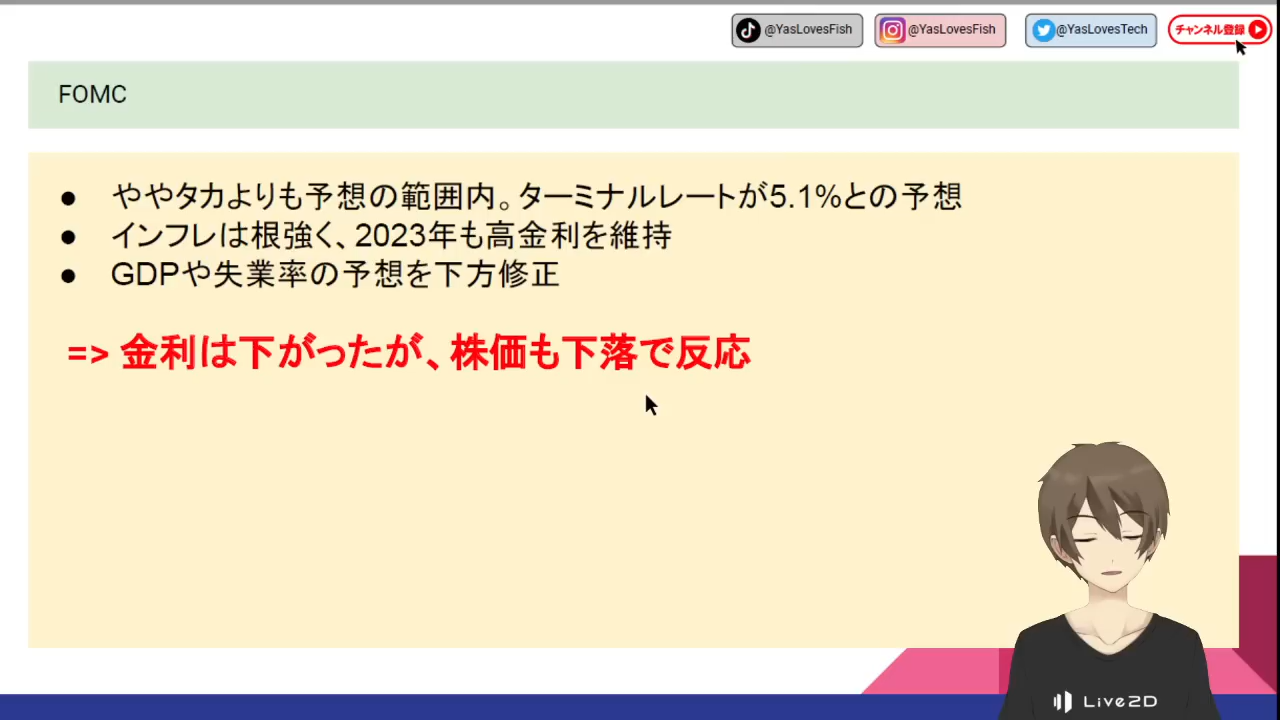 @YasLovesFish @YasLovesFish @YasLovesTech チャンネル登録
FOMC
● ややタカよりも予想の範囲内。ターミナルレートが5.1%との予想
● インフレは根強く、2023年も高金利を維持
● GDPや失業率の予想を下方修正
=> 金利は下がったが、株価も下落で反応
Live2D